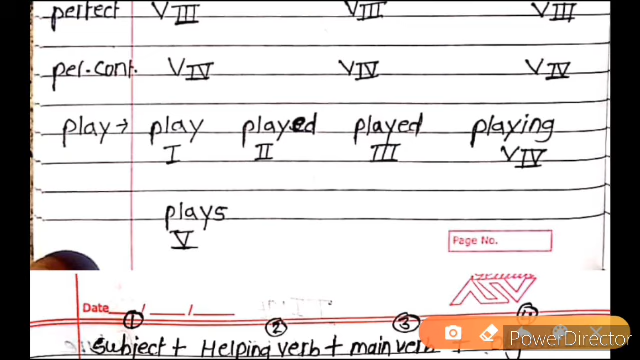 perfect VIII VIII VIII
per.cont. VIV VIV VIV
play → play played played playing
I II III VIV
plays
V
Page No.
Date / /
① ② ③
Subject + Helping verb + main verb +
PowerDirector